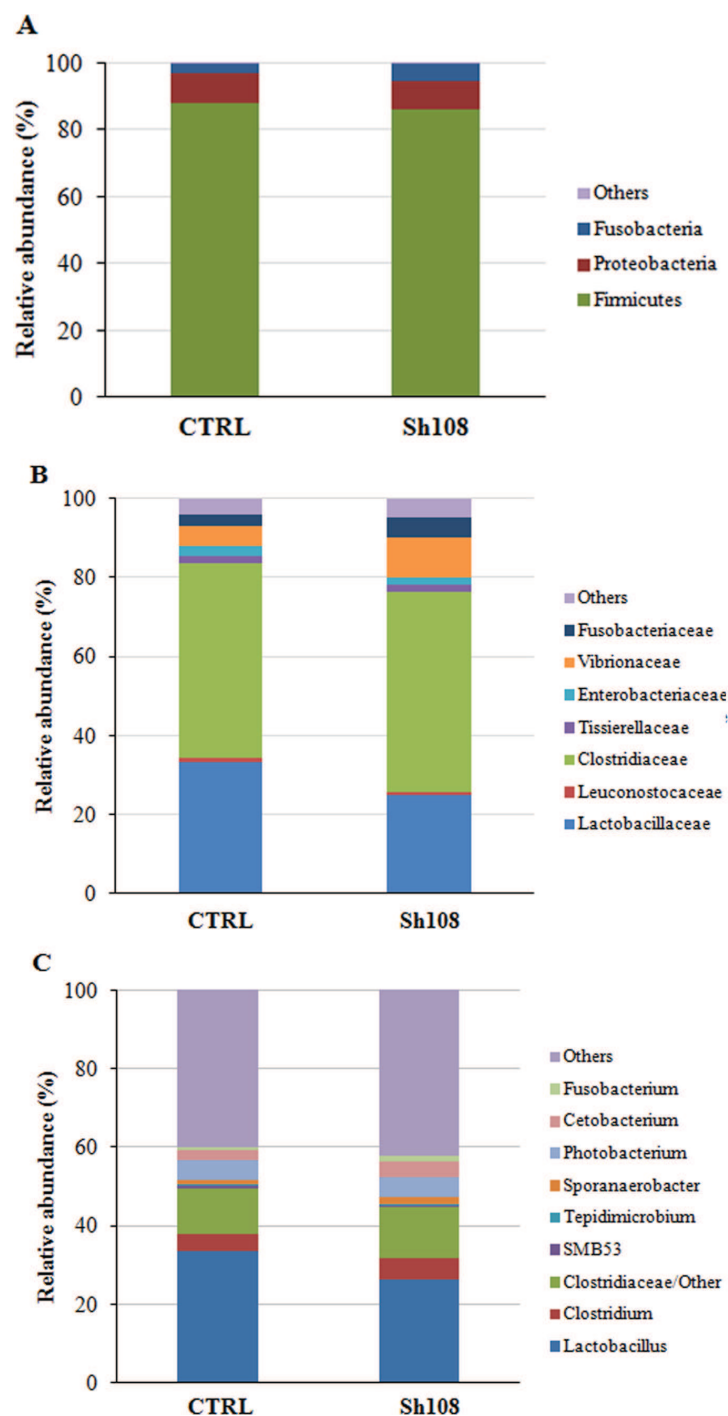 A
Relative abundance (%)
100
80
60
40
20
0
CTRL Sh108
Others
Fusobacteria
Proteobacteria
Firmicutes
B
Relative abundance (%)
100
80
60
40
20
0
CTRL Sh108
Others
Fusobacteriaceae
Vibrionaceae
Enterobacteriaceae
Tissierellaceae
Clostridiaceae
Leuconostocaceae
Lactobacillaceae
C
Relative abundance (%)
100
80
60
40
20
0
CTRL Sh108
Others
Fusobacterium
Cetobacterium
Photobacterium
Sporanaerobacter
Tepidimicrobium
SMB53
Clostridiaceae/Other
Clostridium
Lactobacillus